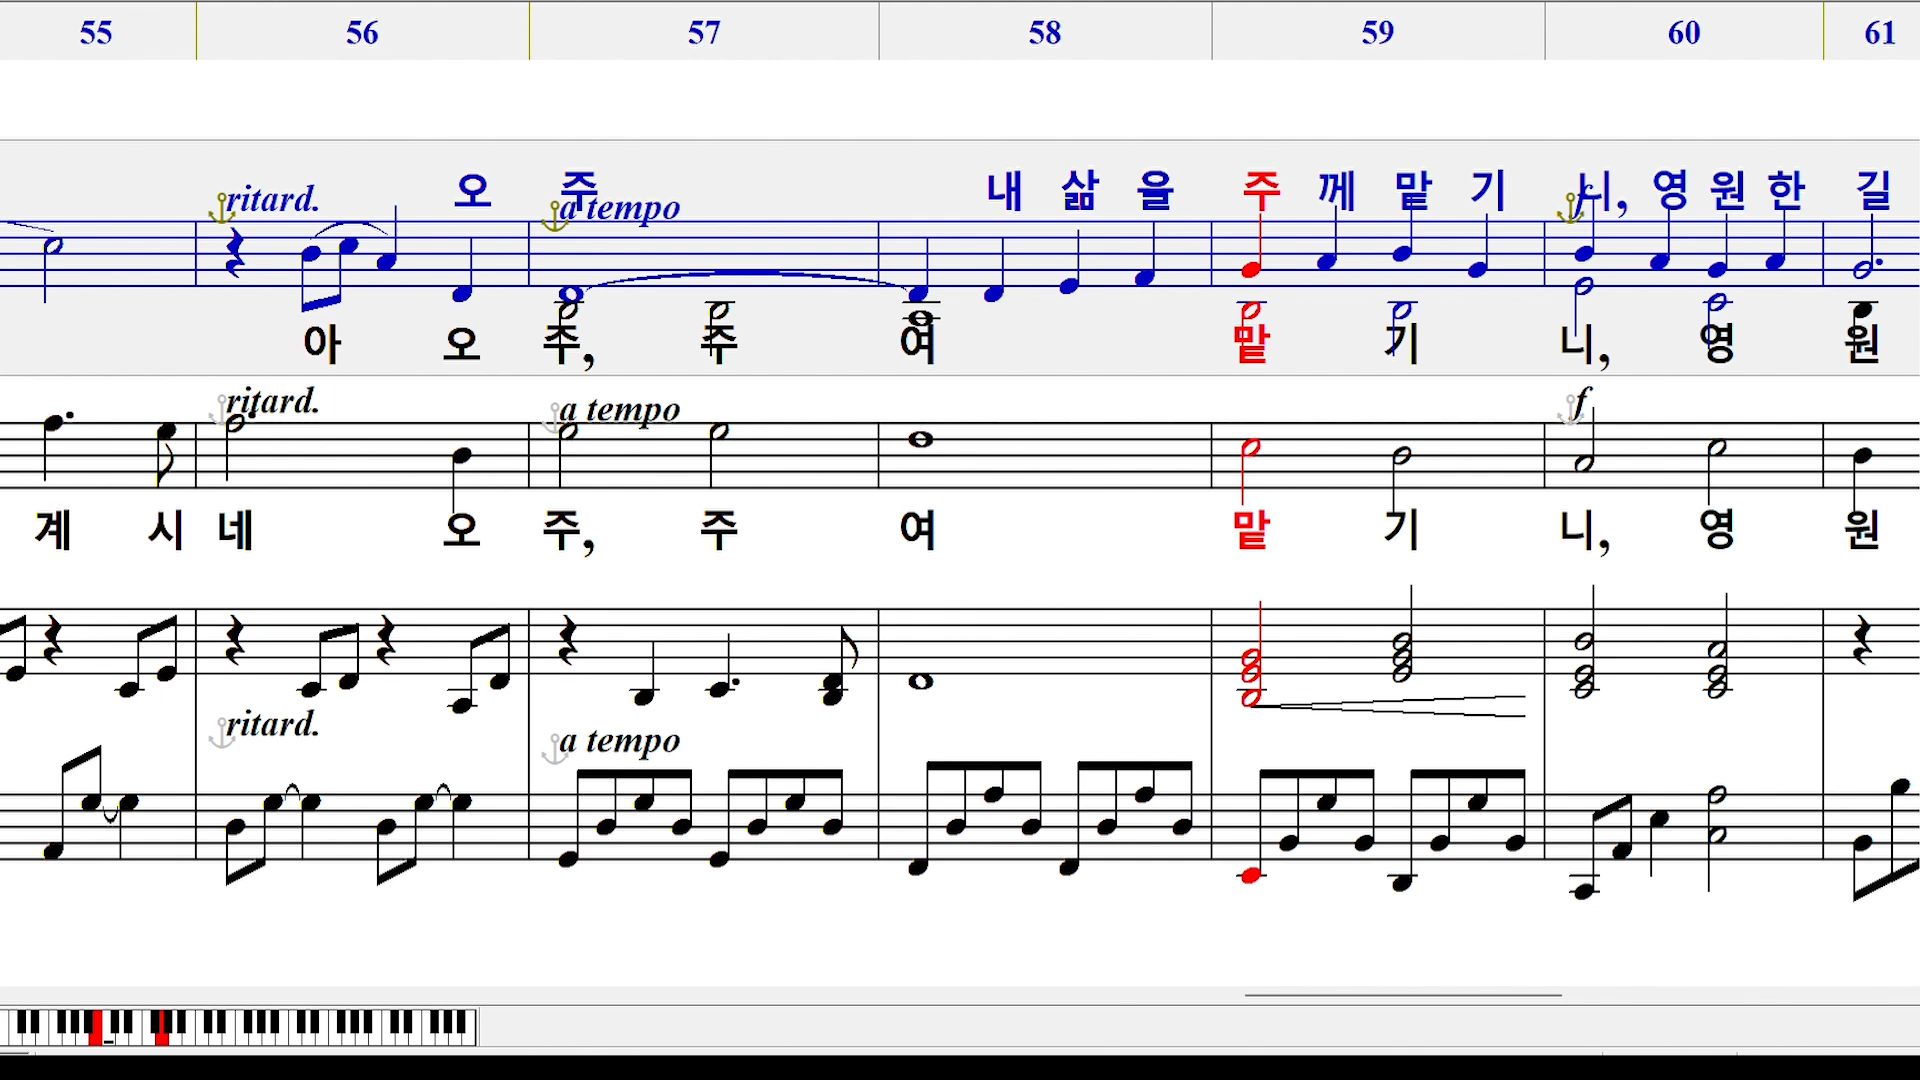 55 56 57 58 59 60 61
오 주 내 삶 을 주 께 맡 기 니, 영 원 한 길
ritard. a tempo f
아 오 주, 주 여 맡 기 니, 영 원
ritard. a tempo f
계 시 네 오 주, 주 여 맡 기 니, 영 원
ritard. a tempo